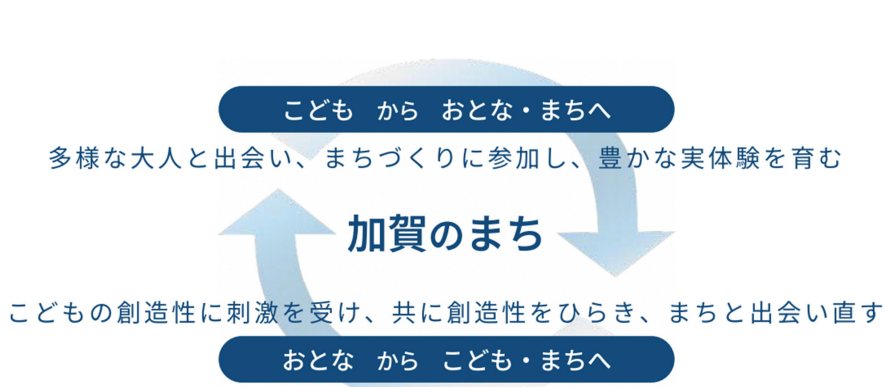 こども から おとな・まちへ
多様な大人と出会い、まちづくりに参加し、豊かな実体験を育む
加賀のまち
こどもの創造性に刺激を受け、共に創造性をひらき、まちと出会い直す
おとな から こども・まちへ